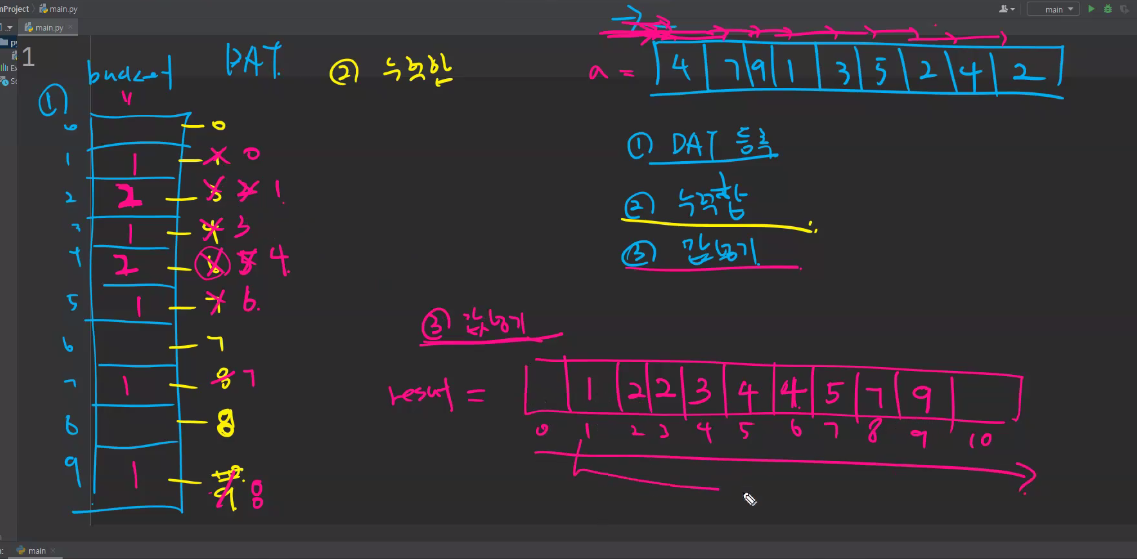 nProject
main.py
main
main.py
1
bucket
DAT
② 누적합
a = 4 7 9 1 3 5 2 4 2
①
0 0
1 1 1 0
2 2 3 2 1
3 1 4 3
4 2 6 5 4
5 1 7 6
6 7
7 1 8 7
8 8
9 1 9 8
① DAT 등록
② 누적합
③ 값 넣기
③ 값 넣기
result = 1 2 2 3 4 4 5 7 9
0 1 2 3 4 5 6 7 8 9 10
main